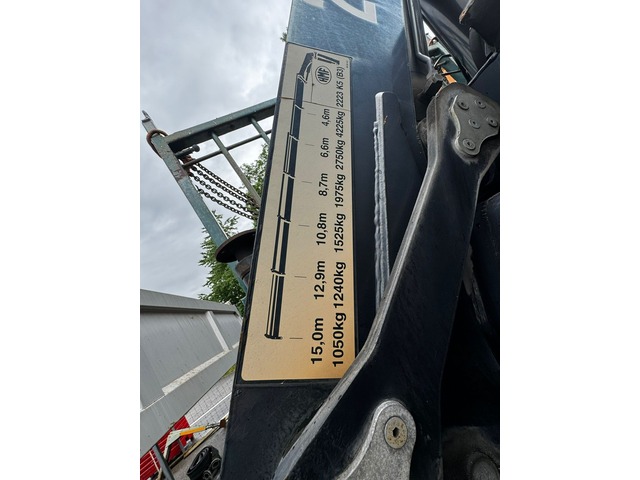 HMF
2223 K5 (B3)
15,0m 12,9m 10,8m 8,7m 6,6m 4,6m
1050kg 1240kg 1525kg 1975kg 2750kg 4225kg